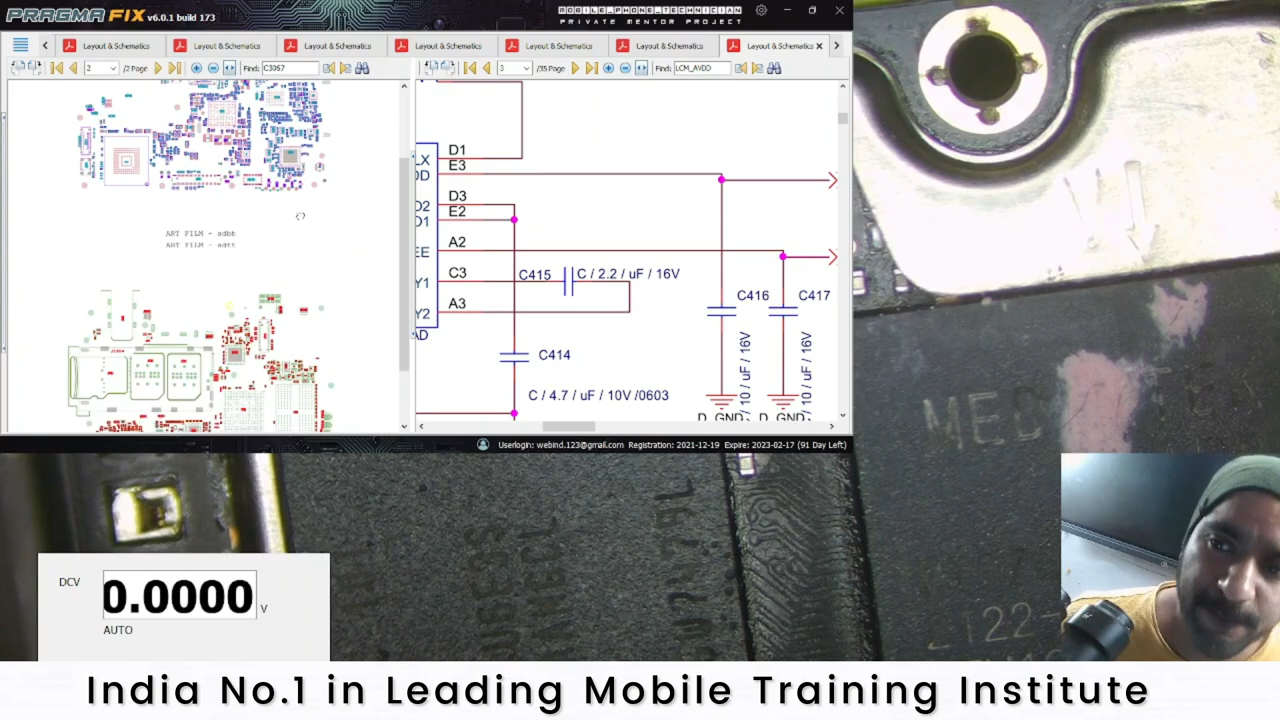 PRAGMA FIX v6.0.1 build 173
MOBILE_PHONE_TECHNICIAN
PRIVATE MENTOR PROJECT
Layout & Schematics
Layout & Schematics
Layout & Schematics
Layout & Schematics
Layout & Schematics
Layout & Schematics
Layout & Schematics
2 /2 Page Find: C3057
3 /35 Page Find: LCM_AVDD
ART FILM - adbb
ART FILM - adtt
D1
E3
D3
E2
A2
C3
A3
C415 C / 2.2 / uF / 16V
C416
C417
C414
C / 4.7 / uF / 10V /0603
/ 10 / uF / 16V
/ 10 / uF / 16V
D_GND
D_GND
Userlogin: webind.123@gmail.com Registration: 2021-12-19 Expire: 2023-02-17 (91 Day Left)
DCV
0.0000 V
AUTO
India No.1 in Leading Mobile Training Institute